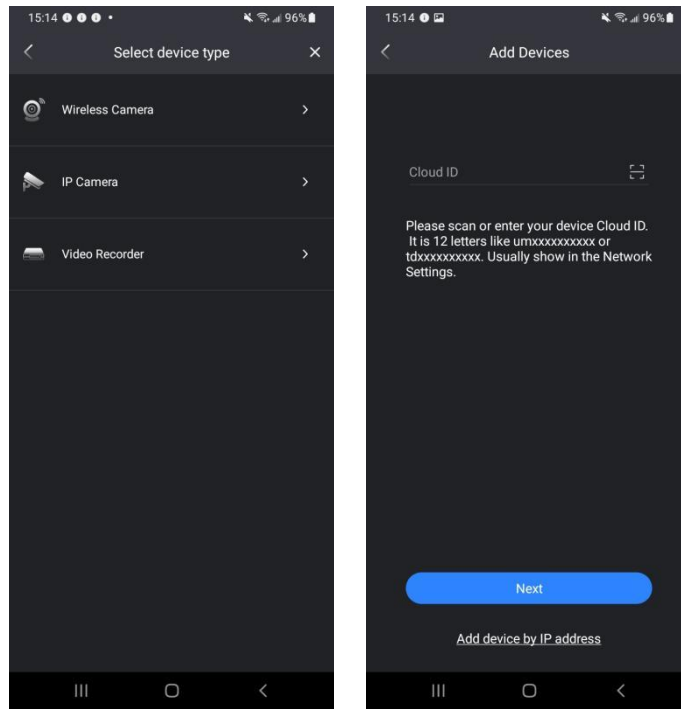 15:14 96%
Select device type
Wireless Camera
IP Camera
Video Recorder
15:14 96%
Add Devices
Cloud ID
Please scan or enter your device Cloud ID.
It is 12 letters like umxxxxxxxxxx or
tdxxxxxxxxxx. Usually show in the Network
Settings.
Next
Add device by IP address